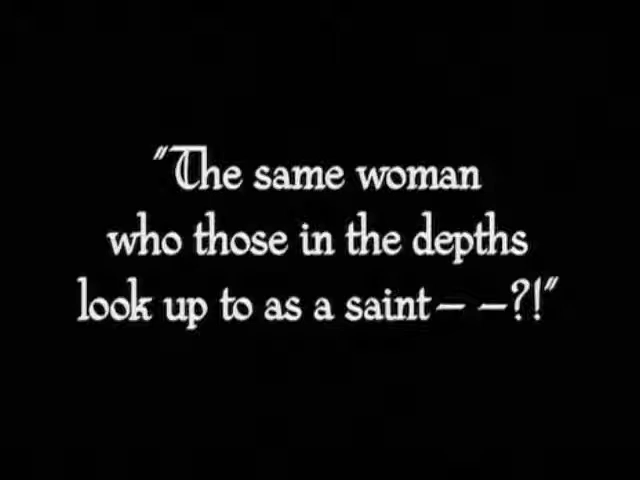 "The same woman
who those in the depths
look up to as a saint— —?!"